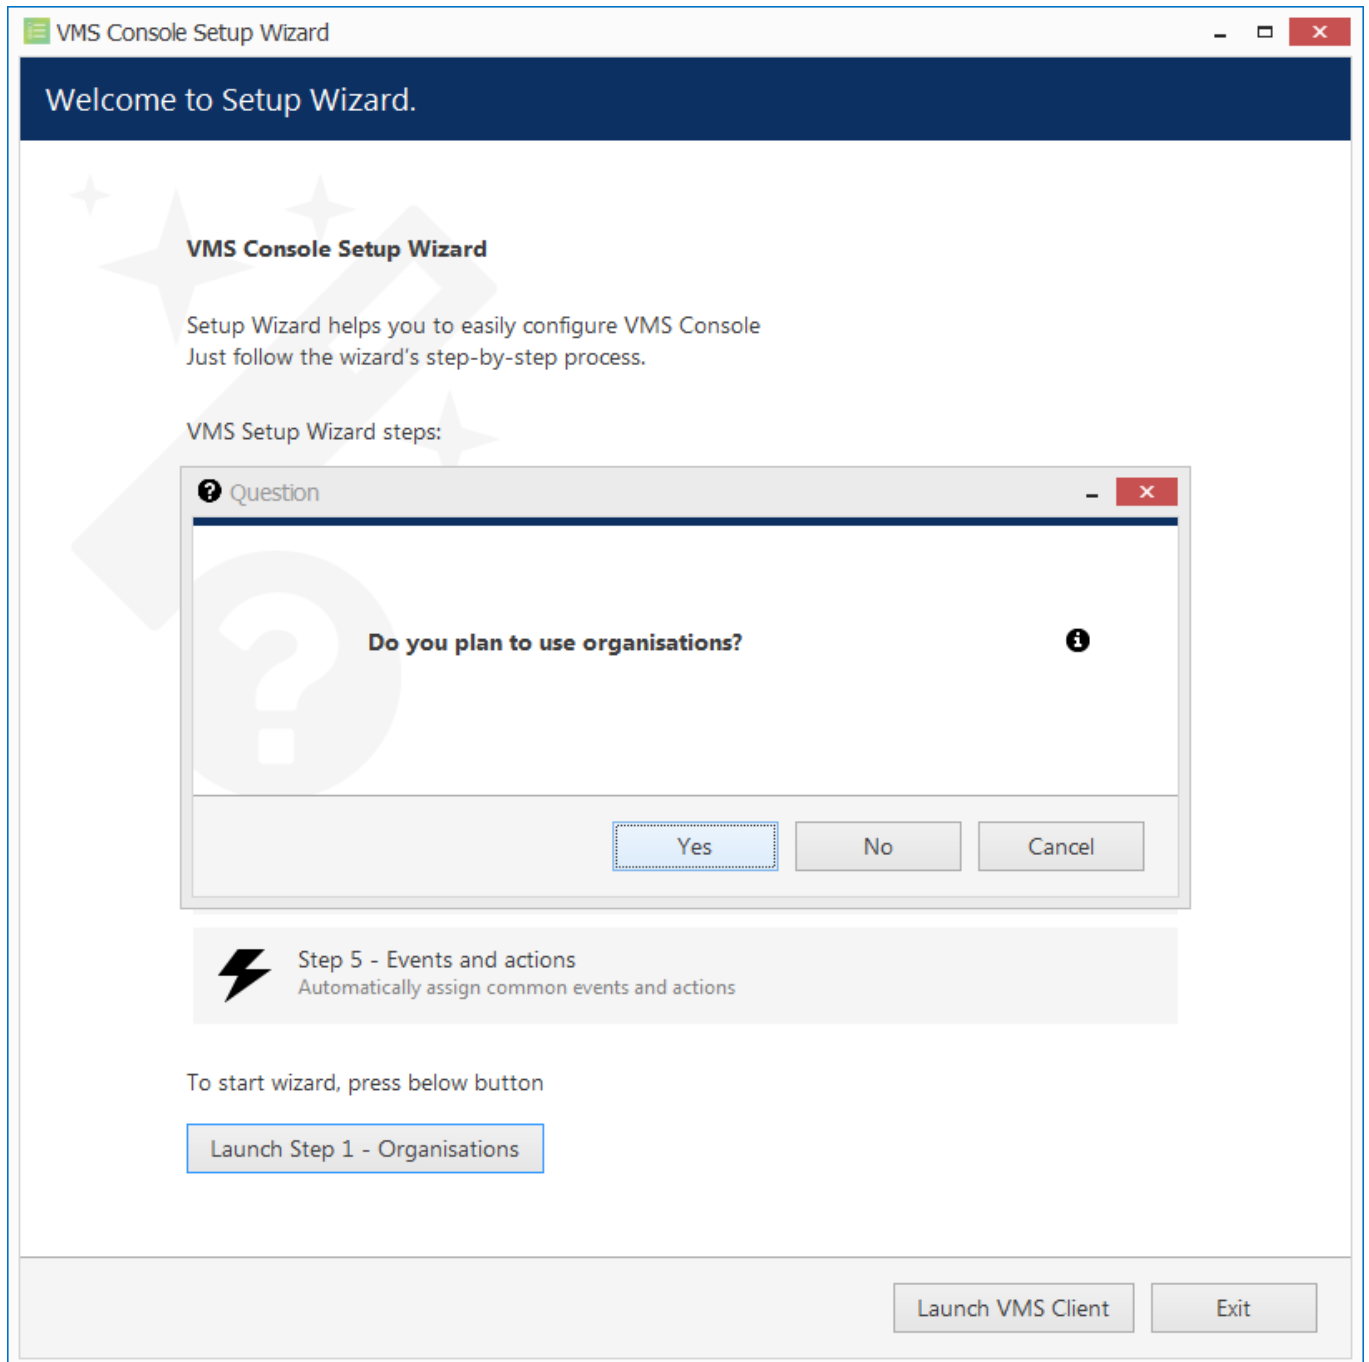 VMS Console Setup Wizard
Welcome to Setup Wizard.
VMS Console Setup Wizard
Setup Wizard helps you to easily configure VMS Console
Just follow the wizard's step-by-step process.
VMS Setup Wizard steps:
Question
Do you plan to use organisations?
Yes No Cancel
Step 5 - Events and actions
Automatically assign common events and actions
To start wizard, press below button
Launch Step 1 - Organisations
Launch VMS Client Exit